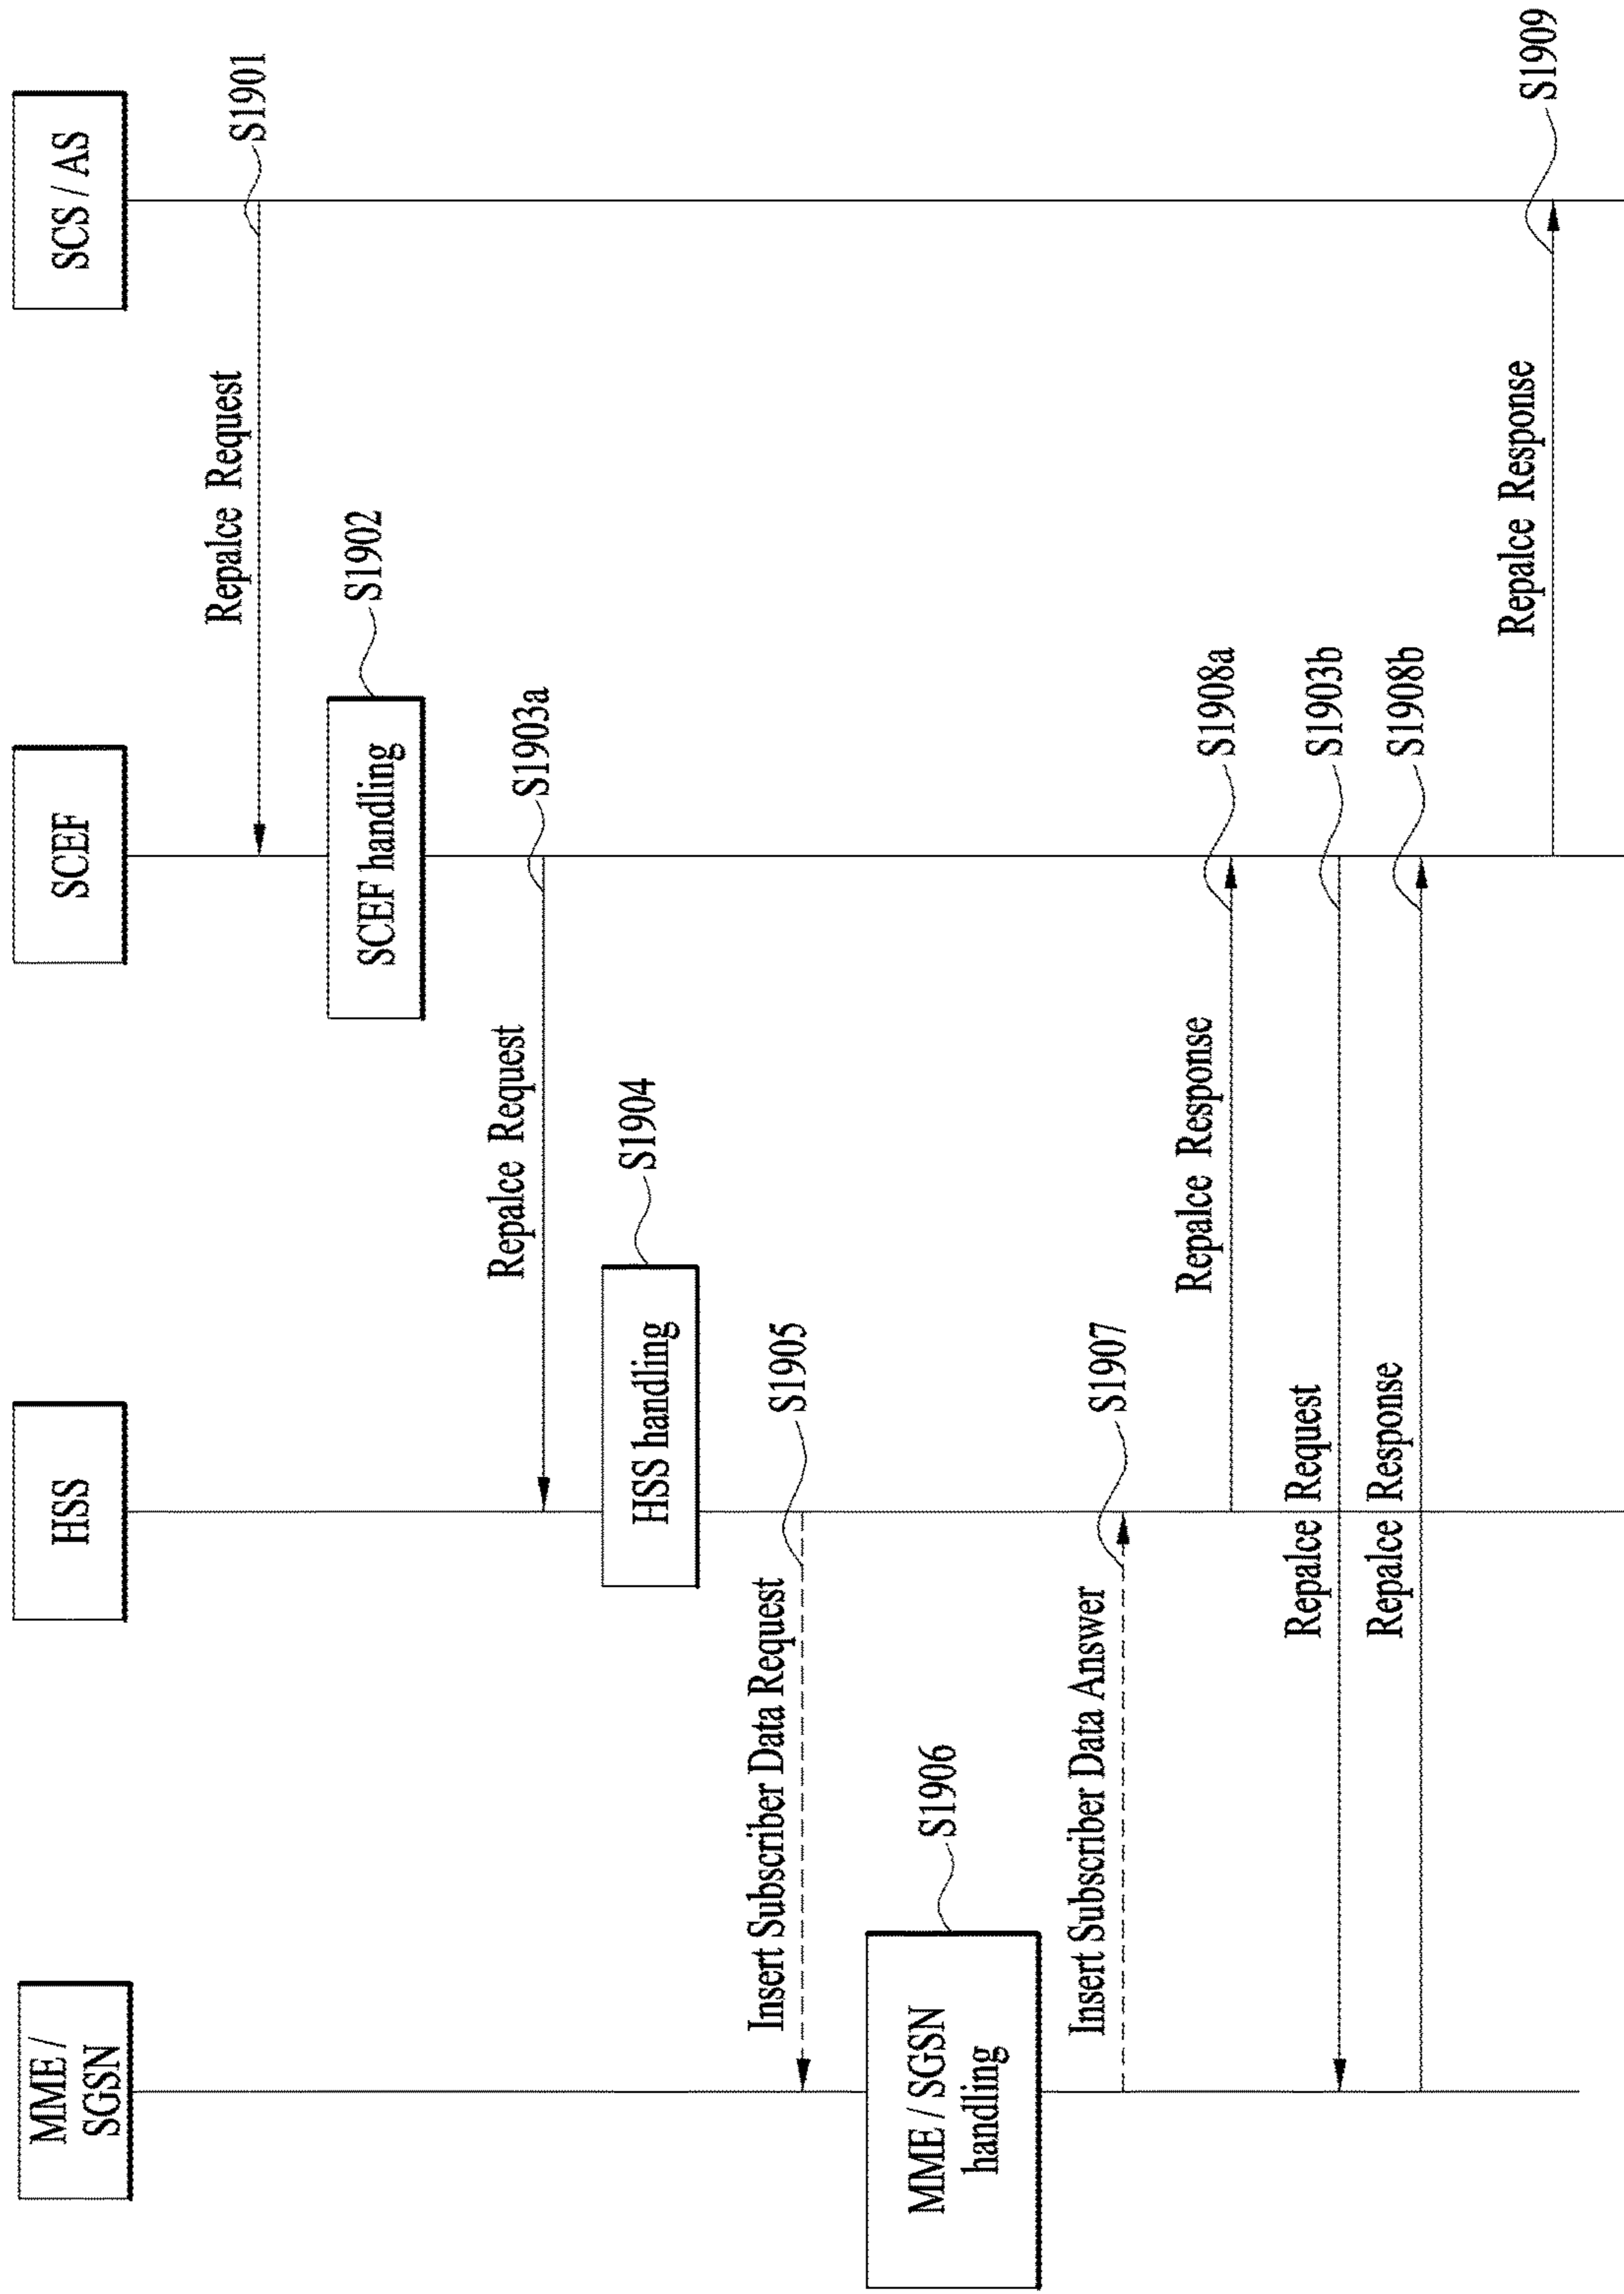 MME /
SGSN
HSS
SCEF
SCS / AS
Repalce Request
S1901
SCEF handling
S1902
Repalce Request
S1903a
HSS handling
S1904
Insert Subscriber Data Request
S1905
MME / SGSN
handling
S1906
Insert Subscriber Data Answer
S1907
Repalce Response
S1908a
Repalce Request
S1903b
Repalce Response
S1908b
Repalce Response
S1909